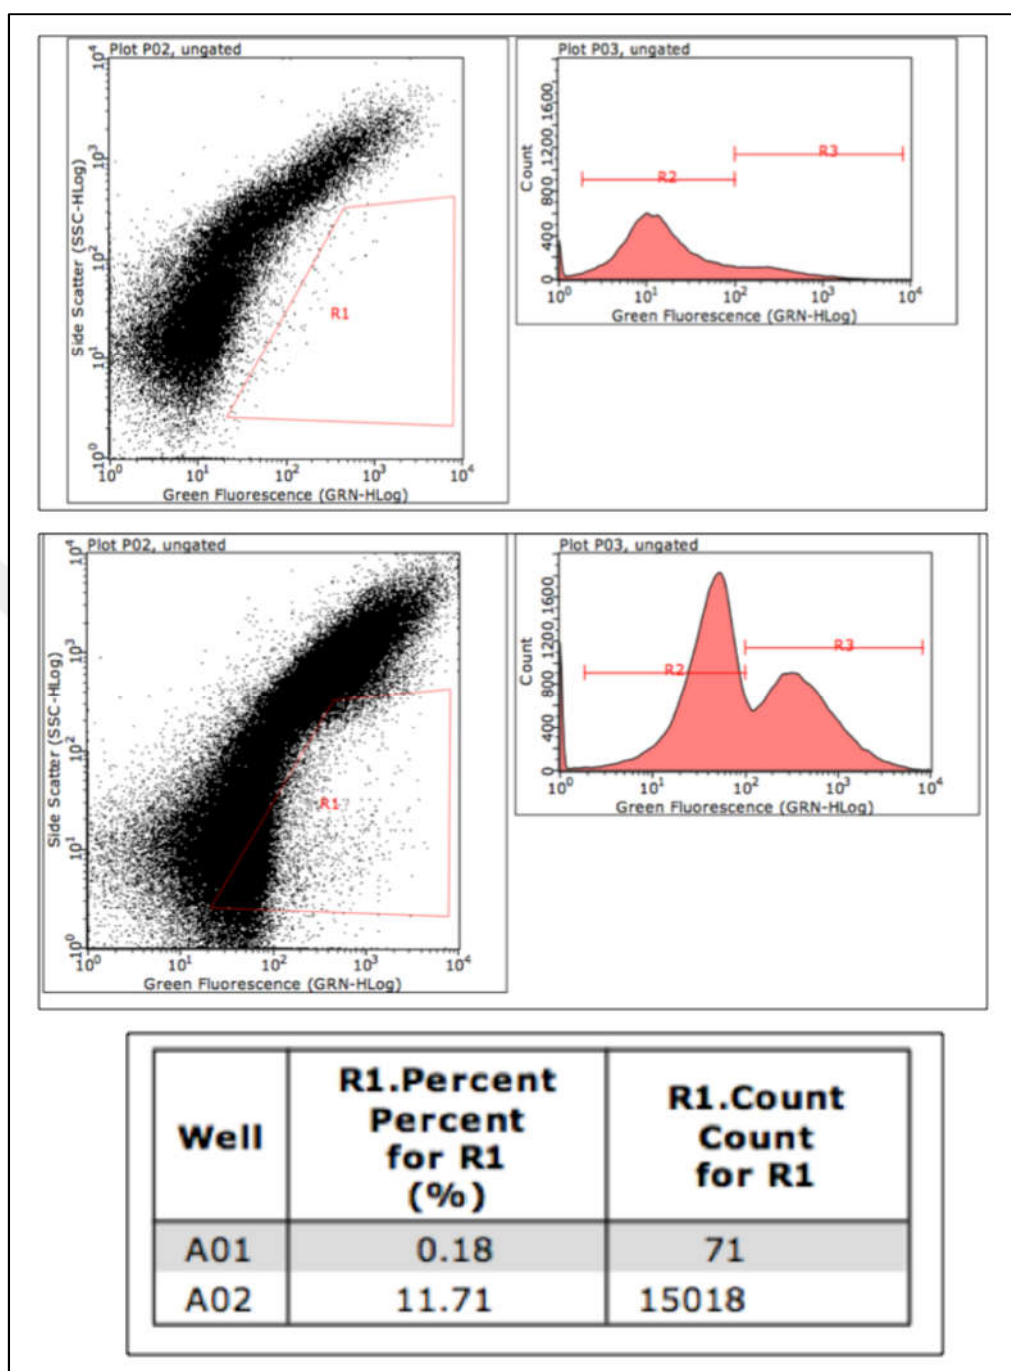 Plot P02, ungated
Side Scatter (SSC-HLog)
10^4
10^3
10^2
10^1
10^0
R1
10^0 10^1 10^2 10^3 10^4
Green Fluorescence (GRN-HLog)
Plot P03, ungated
Count
1600
1200
800
400
0
R3
R2
10^0 10^1 10^2 10^3 10^4
Green Fluorescence (GRN-HLog)
Plot P02, ungated
Side Scatter (SSC-HLog)
10^4
10^3
10^2
10^1
10^0
R1
10^0 10^1 10^2 10^3 10^4
Green Fluorescence (GRN-HLog)
Plot P03, ungated
Count
1600
1200
800
400
0
R3
R2
10^0 10^1 10^2 10^3 10^4
Green Fluorescence (GRN-HLog)
Well
R1.Percent
Percent
for R1
(%)
R1.Count
Count
for R1
A01 0.18 71
A02 11.71 15018